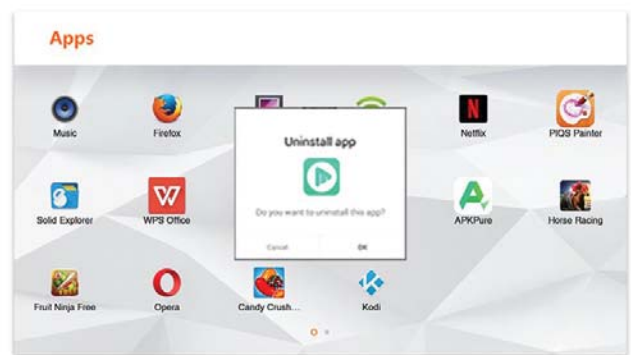 Apps
Music
Firefox
Netflix
PIQS Painter
Uninstall app
Do you want to uninstall this app?
Cancel
OK
Solid Explorer
WPS Office
APKPure
Horse Racing
Fruit Ninja Free
Opera
Candy Crush...
Kodi